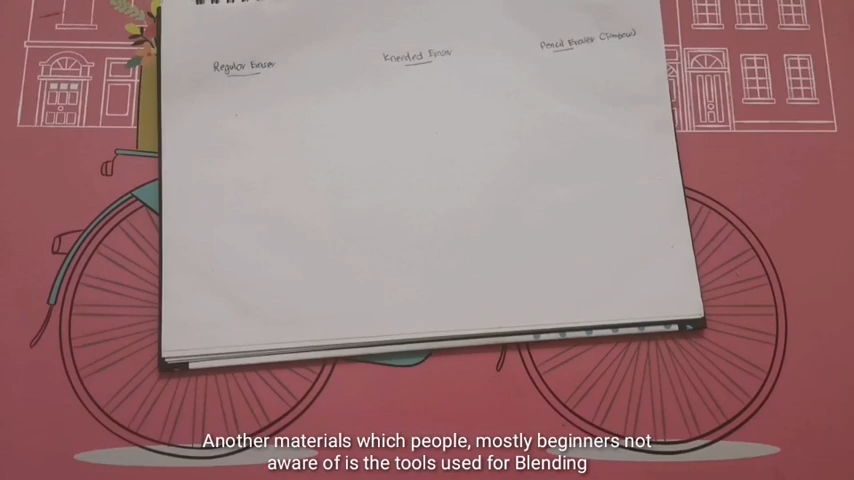 Regular Eraser
Kneaded Eraser
Pencil Eraser (Tombow)
Another materials which people, mostly beginners not
aware of is the tools used for Blending